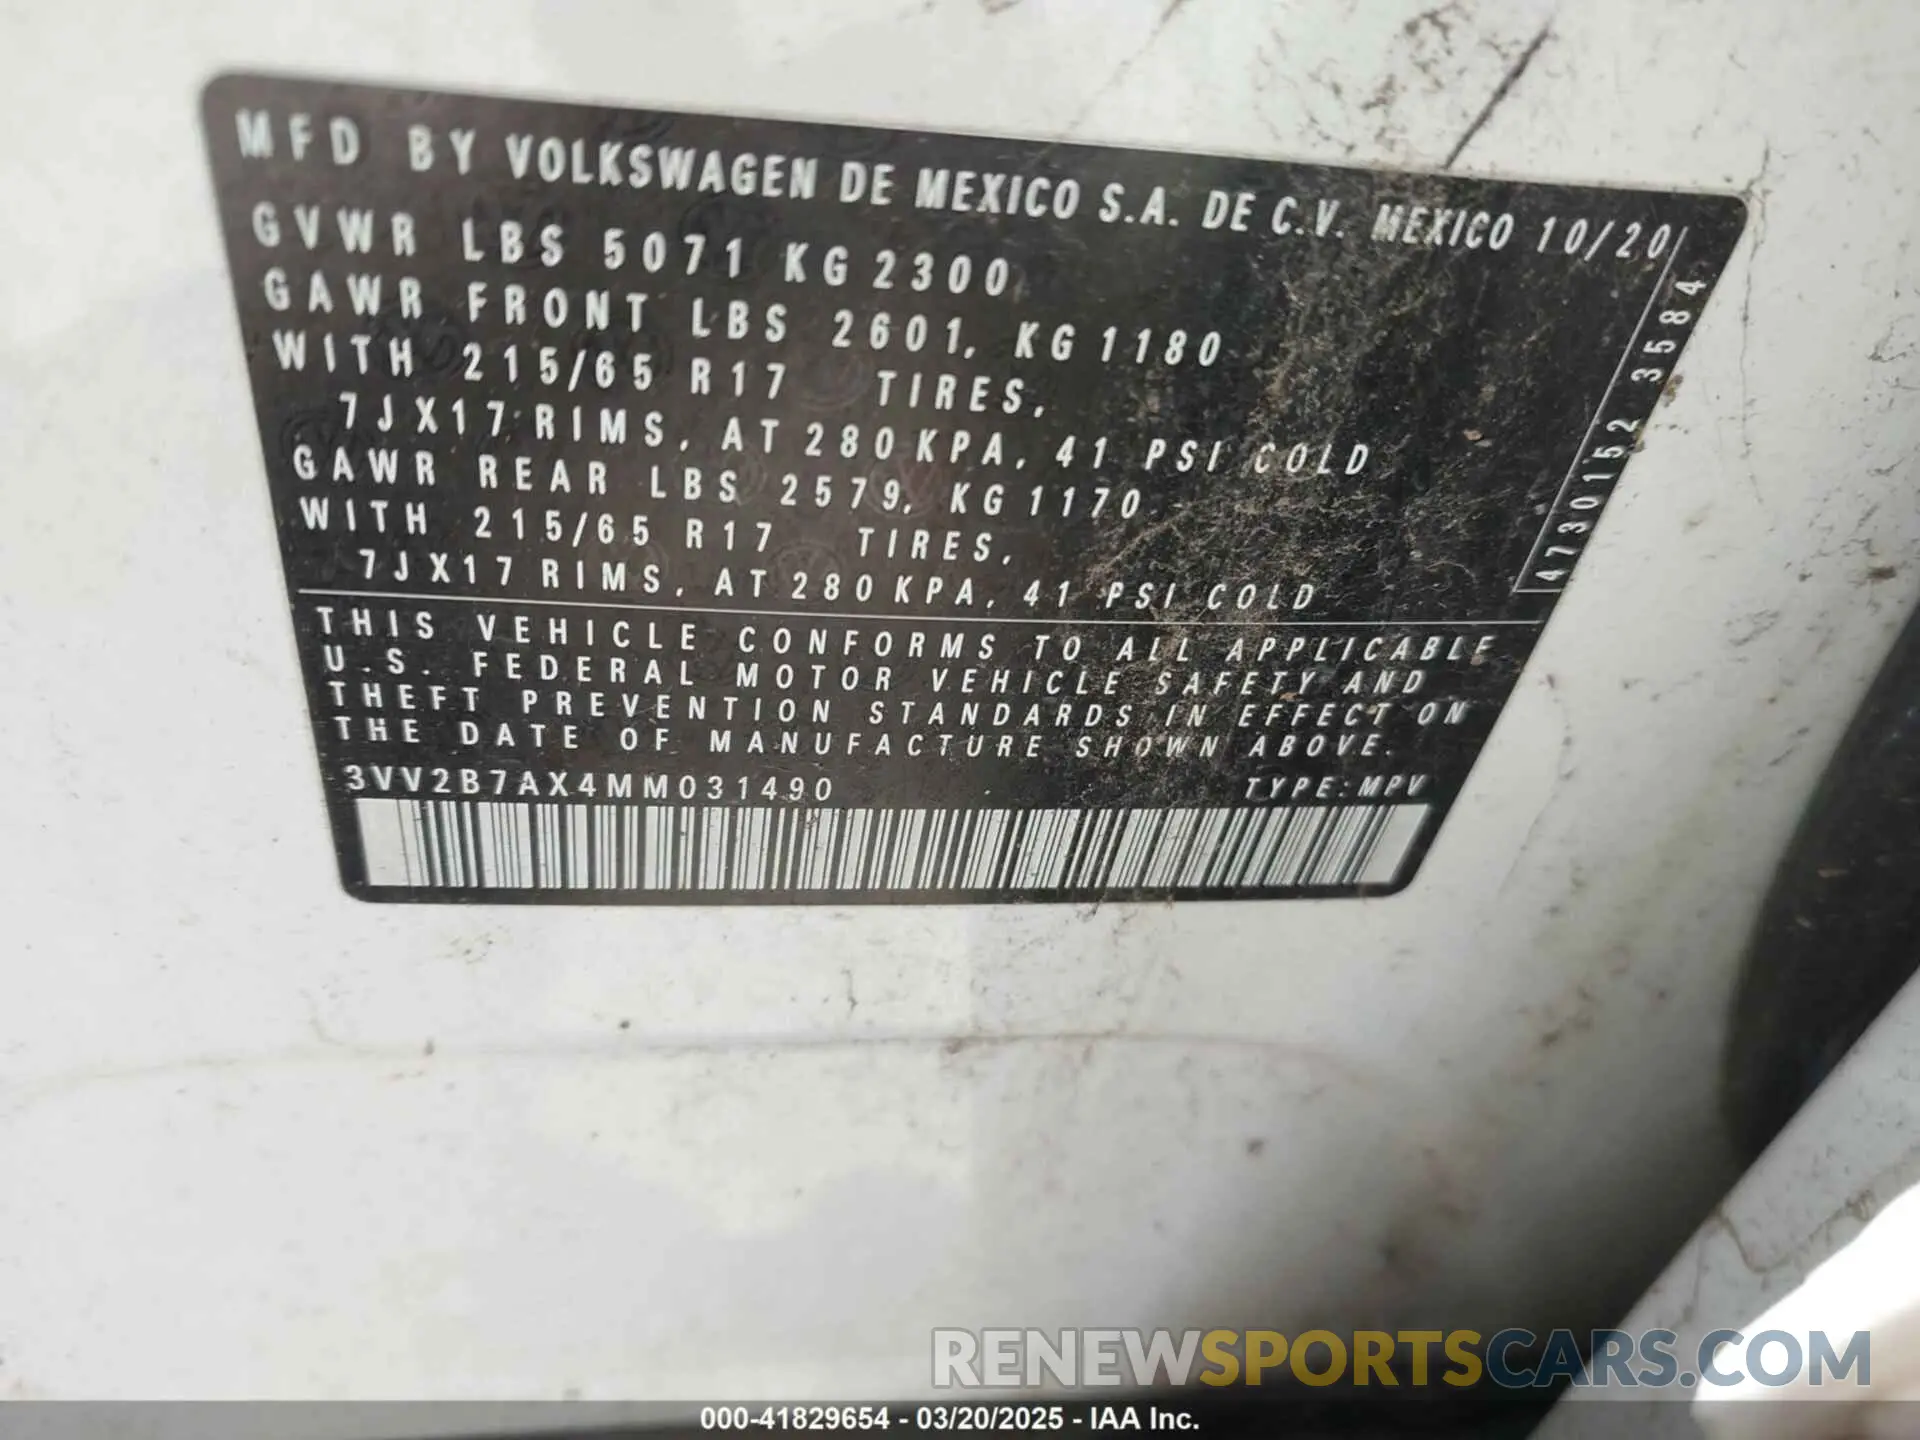 MFD BY VOLKSWAGEN DE MEXICO S.A. DE C.V. MEXICO 10/20
GVWR LBS 5071 KG 2300
GAWR FRONT LBS 2601, KG 1180
WITH 215/65 R17 TIRES,
7JX17 RIMS, AT 280 KPA, 41 PSI COLD
GAWR REAR LBS 2579, KG 1170
WITH 215/65 R17 TIRES,
7JX17 RIMS, AT 280 KPA, 41 PSI COLD
4730152 3584
THIS VEHICLE CONFORMS TO ALL APPLICABLE
U.S. FEDERAL MOTOR VEHICLE SAFETY AND
THEFT PREVENTION STANDARDS IN EFFECT ON
THE DATE OF MANUFACTURE SHOWN ABOVE.
3VV2B7AX4MM031490 TYPE:MPV
RENEWSPORTSCARS.COM
000-41829654 - 03/20/2025 - IAA Inc.